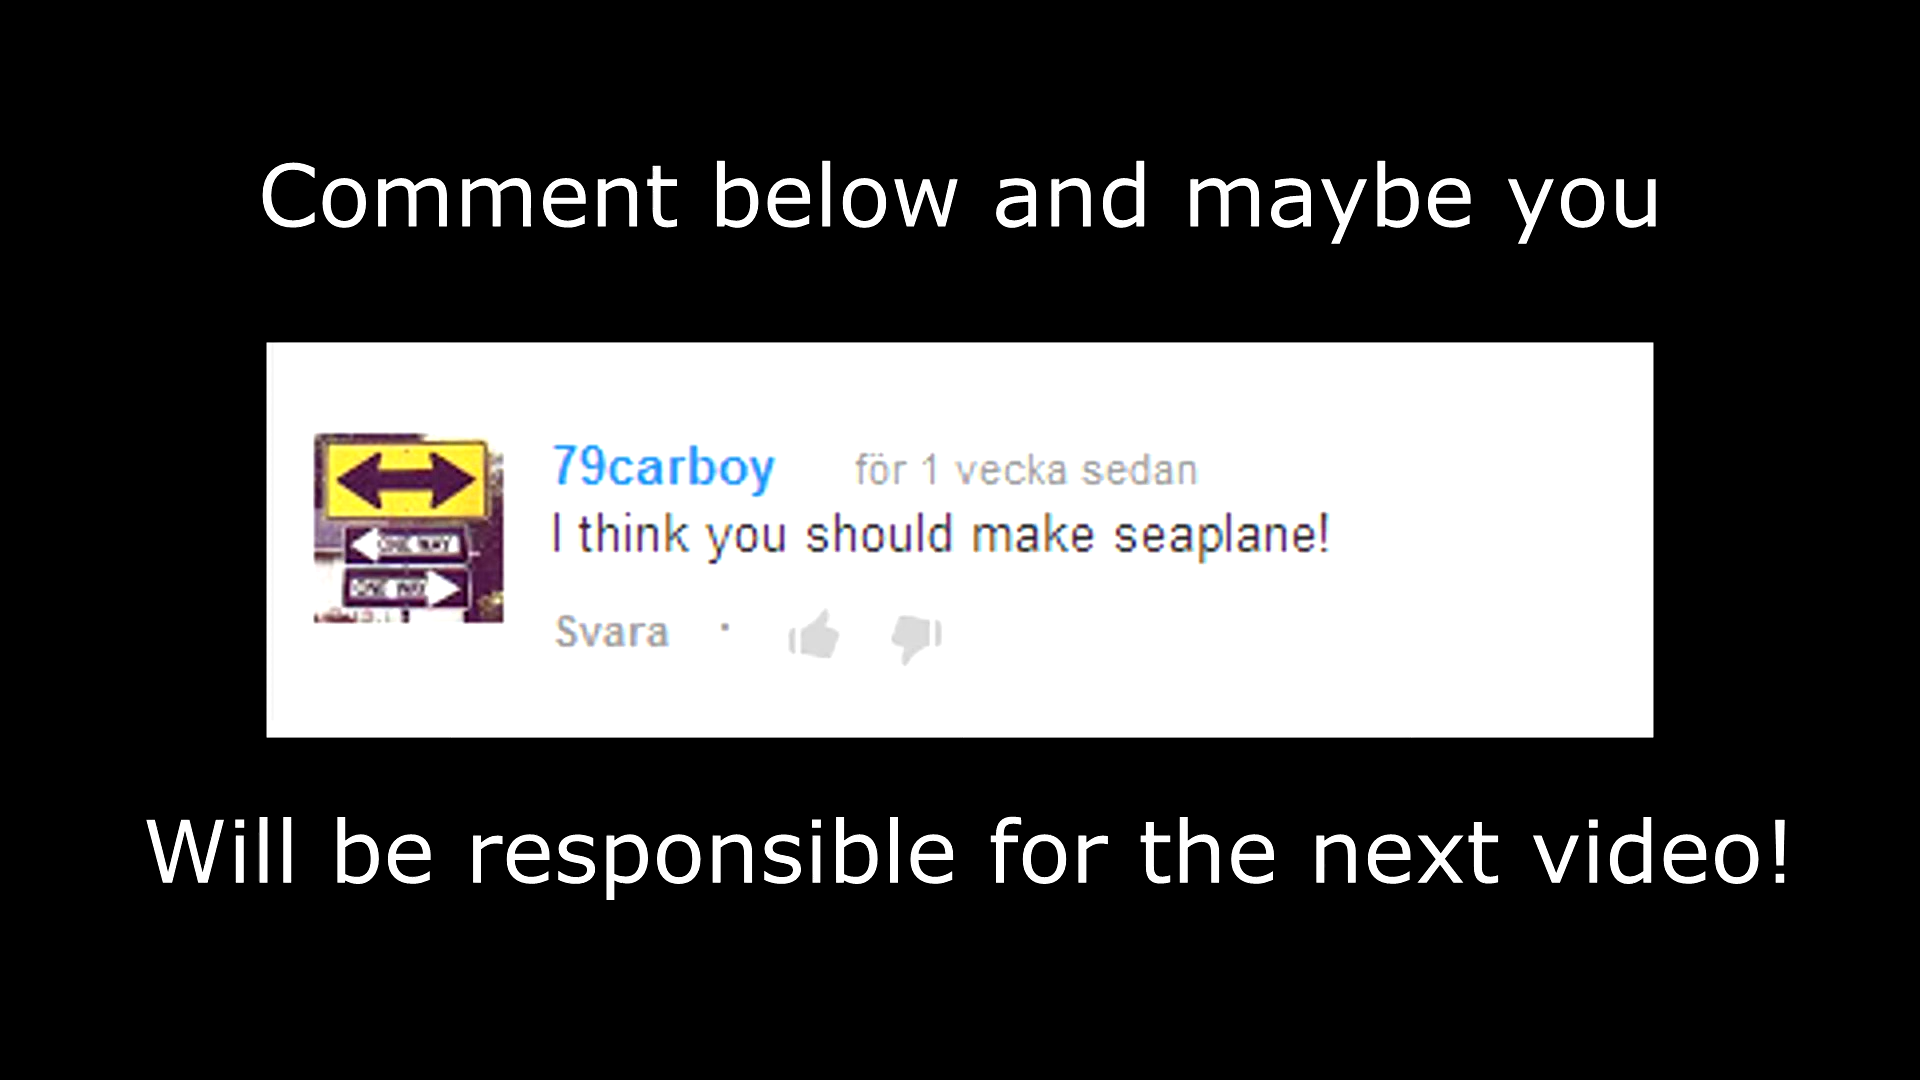 Comment below and maybe you
79carboy för 1 vecka sedan
I think you should make seaplane!
Svara ·
Will be responsible for the next video!